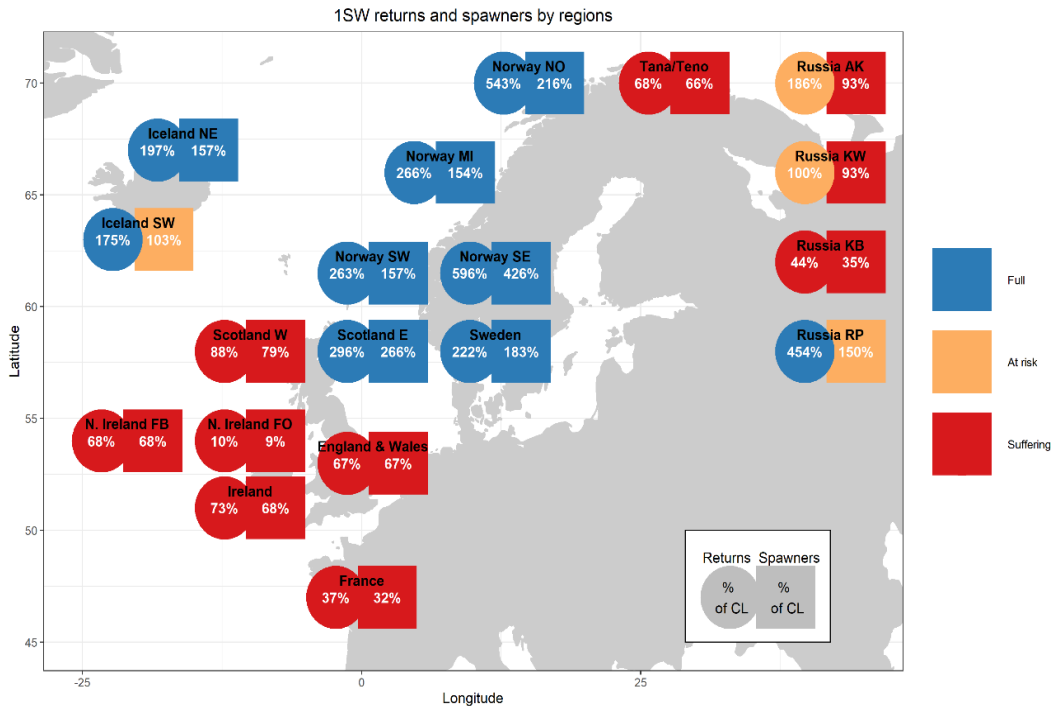 1SW returns and spawners by regions
70
65
60
55
50
45
Latitude
-25
0
25
Longitude
Norway NO
543% 216%
Tana/Teno
68% 66%
Russia AK
186% 93%
Iceland NE
197% 157%
Norway MI
266% 154%
Russia KW
100% 93%
Iceland SW
175% 103%
Norway SW
263% 157%
Norway SE
596% 426%
Russia KB
44% 35%
Scotland W
88% 79%
Scotland E
296% 266%
Sweden
222% 183%
Russia RP
454% 150%
N. Ireland FB
68% 68%
N. Ireland FO
10% 9%
England & Wales
67% 67%
Ireland
73% 68%
France
37% 32%
Returns Spawners
% %
of CL of CL
Full
At risk
Suffering